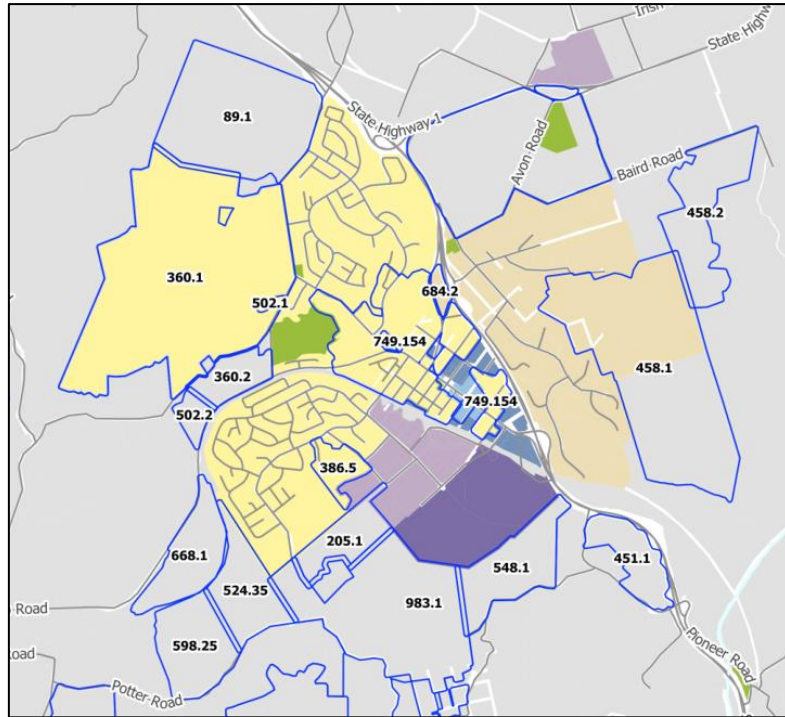 Irish
State Highway
89.1
State Highway 1
Avon Road
Baird Road
458.2
360.1
684.2
502.1
749.154
458.1
360.2
749.154
502.2
386.5
205.1
668.1
548.1
451.1
524.35
983.1
Road
598.25
Pioneer Road
Road
Potter Road